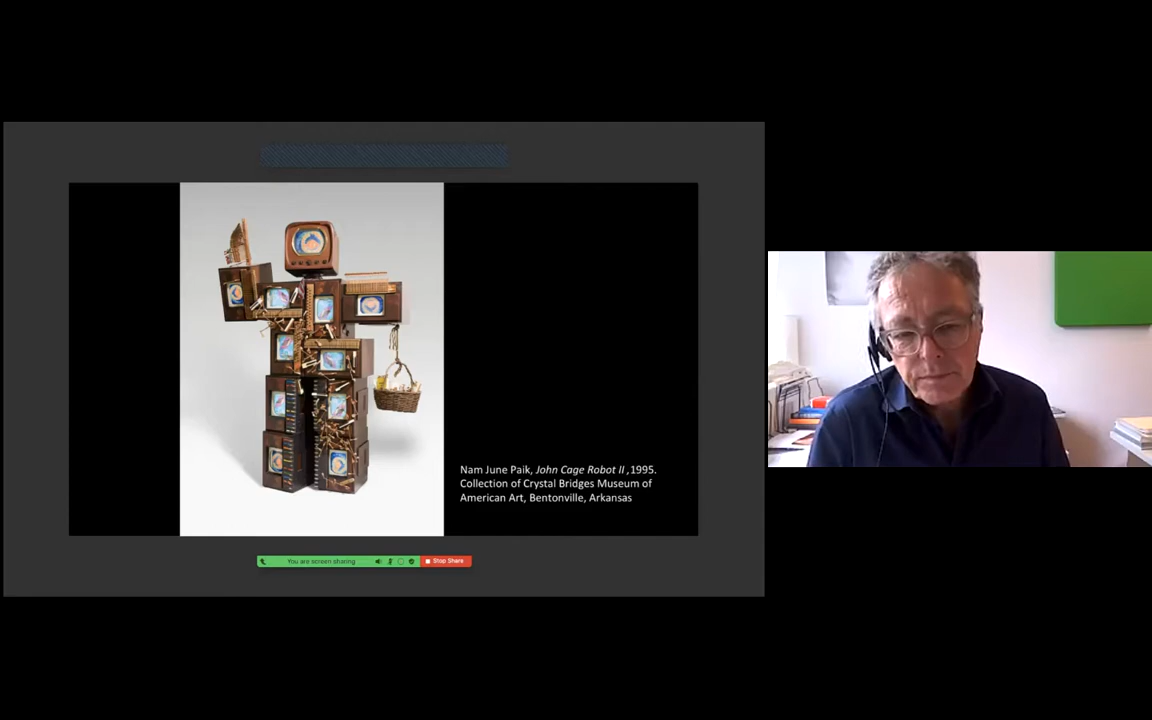 Nam June Paik, John Cage Robot II ,1995.
Collection of Crystal Bridges Museum of
American Art, Bentonville, Arkansas
You are screen sharing
Stop Share